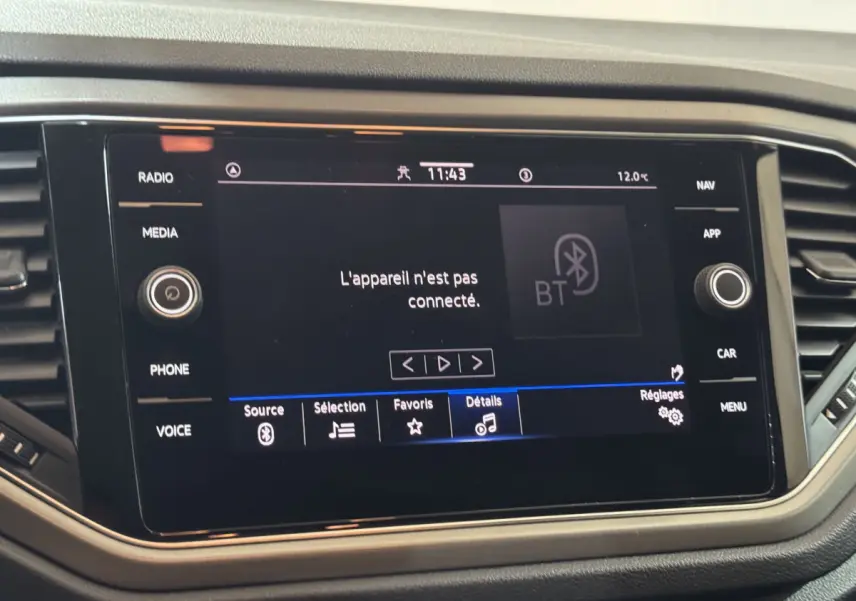 RADIO
MEDIA
PHONE
VOICE
11:43
3
12.0°C
L'appareil n'est pas
connecté.
BT
Source
Sélection
Favoris
Détails
Réglages
NAV
APP
CAR
MENU